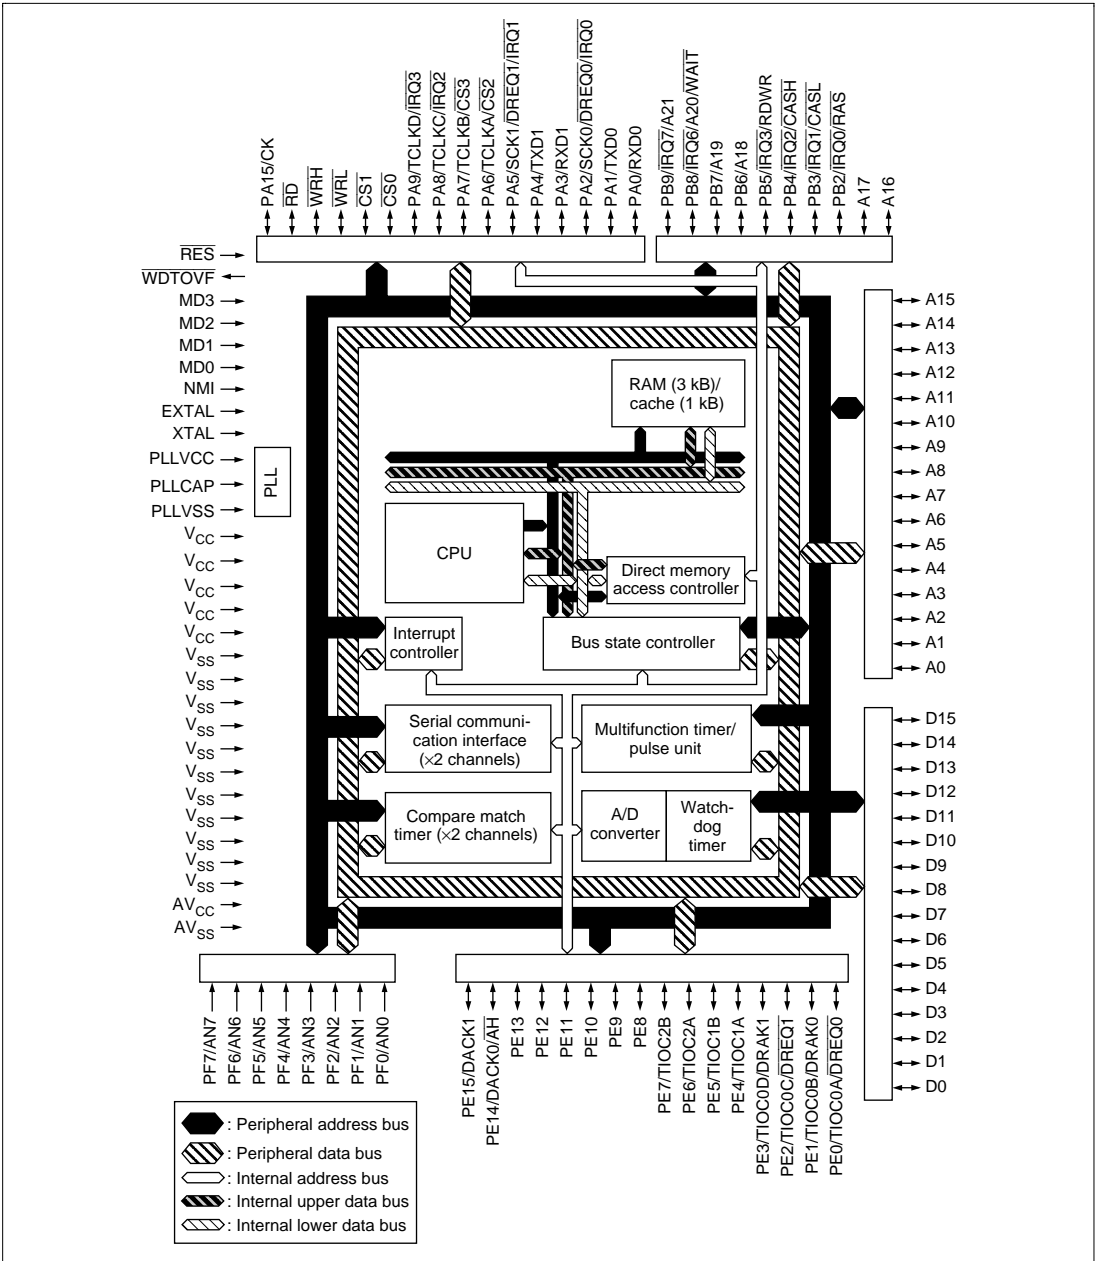 PA15/CK
RD
WRH
WRL
CS1
CS0
PA9/TCLKD/IRQ3
PA8/TCLKC/IRQ2
PA7/TCLKB/CS3
PA6/TCLKA/CS2
PA5/SCK1/DREQ1/IRQ1
PA4/TXD1
PA3/RXD1
PA2/SCK0/DREQ0/IRQ0
PA1/TXD0
PA0/RXD0
PB9/IRQ7/A21
PB8/IRQ6/A20/WAIT
PB7/A19
PB6/A18
PB5/IRQ3/RDWR
PB4/IRQ2/CASH
PB3/IRQ1/CASL
PB2/IRQ0/RAS
A17
A16
RES
WDTOVF
MD3
MD2
MD1
MD0
NMI
EXTAL
XTAL
PLLVCC
PLLCAP
PLLVSS
VCC
VCC
VCC
VCC
VCC
VSS
VSS
VSS
VSS
VSS
VSS
VSS
VSS
VSS
VSS
VSS
AVCC
AVSS
PLL
RAM (3 kB)/
cache (1 kB)
CPU
Direct memory
access controller
Interrupt
controller
Bus state controller
Serial communi-
cation interface
(×2 channels)
Multifunction timer/
pulse unit
Compare match
timer (×2 channels)
A/D
converter
Watch-
dog
timer
A15
A14
A13
A12
A11
A10
A9
A8
A7
A6
A5
A4
A3
A2
A1
A0
D15
D14
D13
D12
D11
D10
D9
D8
D7
D6
D5
D4
D3
D2
D1
D0
PF7/AN7
PF6/AN6
PF5/AN5
PF4/AN4
PF3/AN3
PF2/AN2
PF1/AN1
PF0/AN0
PE15/DACK1
PE14/DACK0/AH
PE13
PE12
PE11
PE10
PE9
PE8
PE7/TIOC2B
PE6/TIOC2A
PE5/TIOC1B
PE4/TIOC1A
PE3/TIOC0D/DRAK1
PE2/TIOC0C/DREQ1
PE1/TIOC0B/DRAK0
PE0/TIOC0A/DREQ0
: Peripheral address bus
: Peripheral data bus
: Internal address bus
: Internal upper data bus
: Internal lower data bus